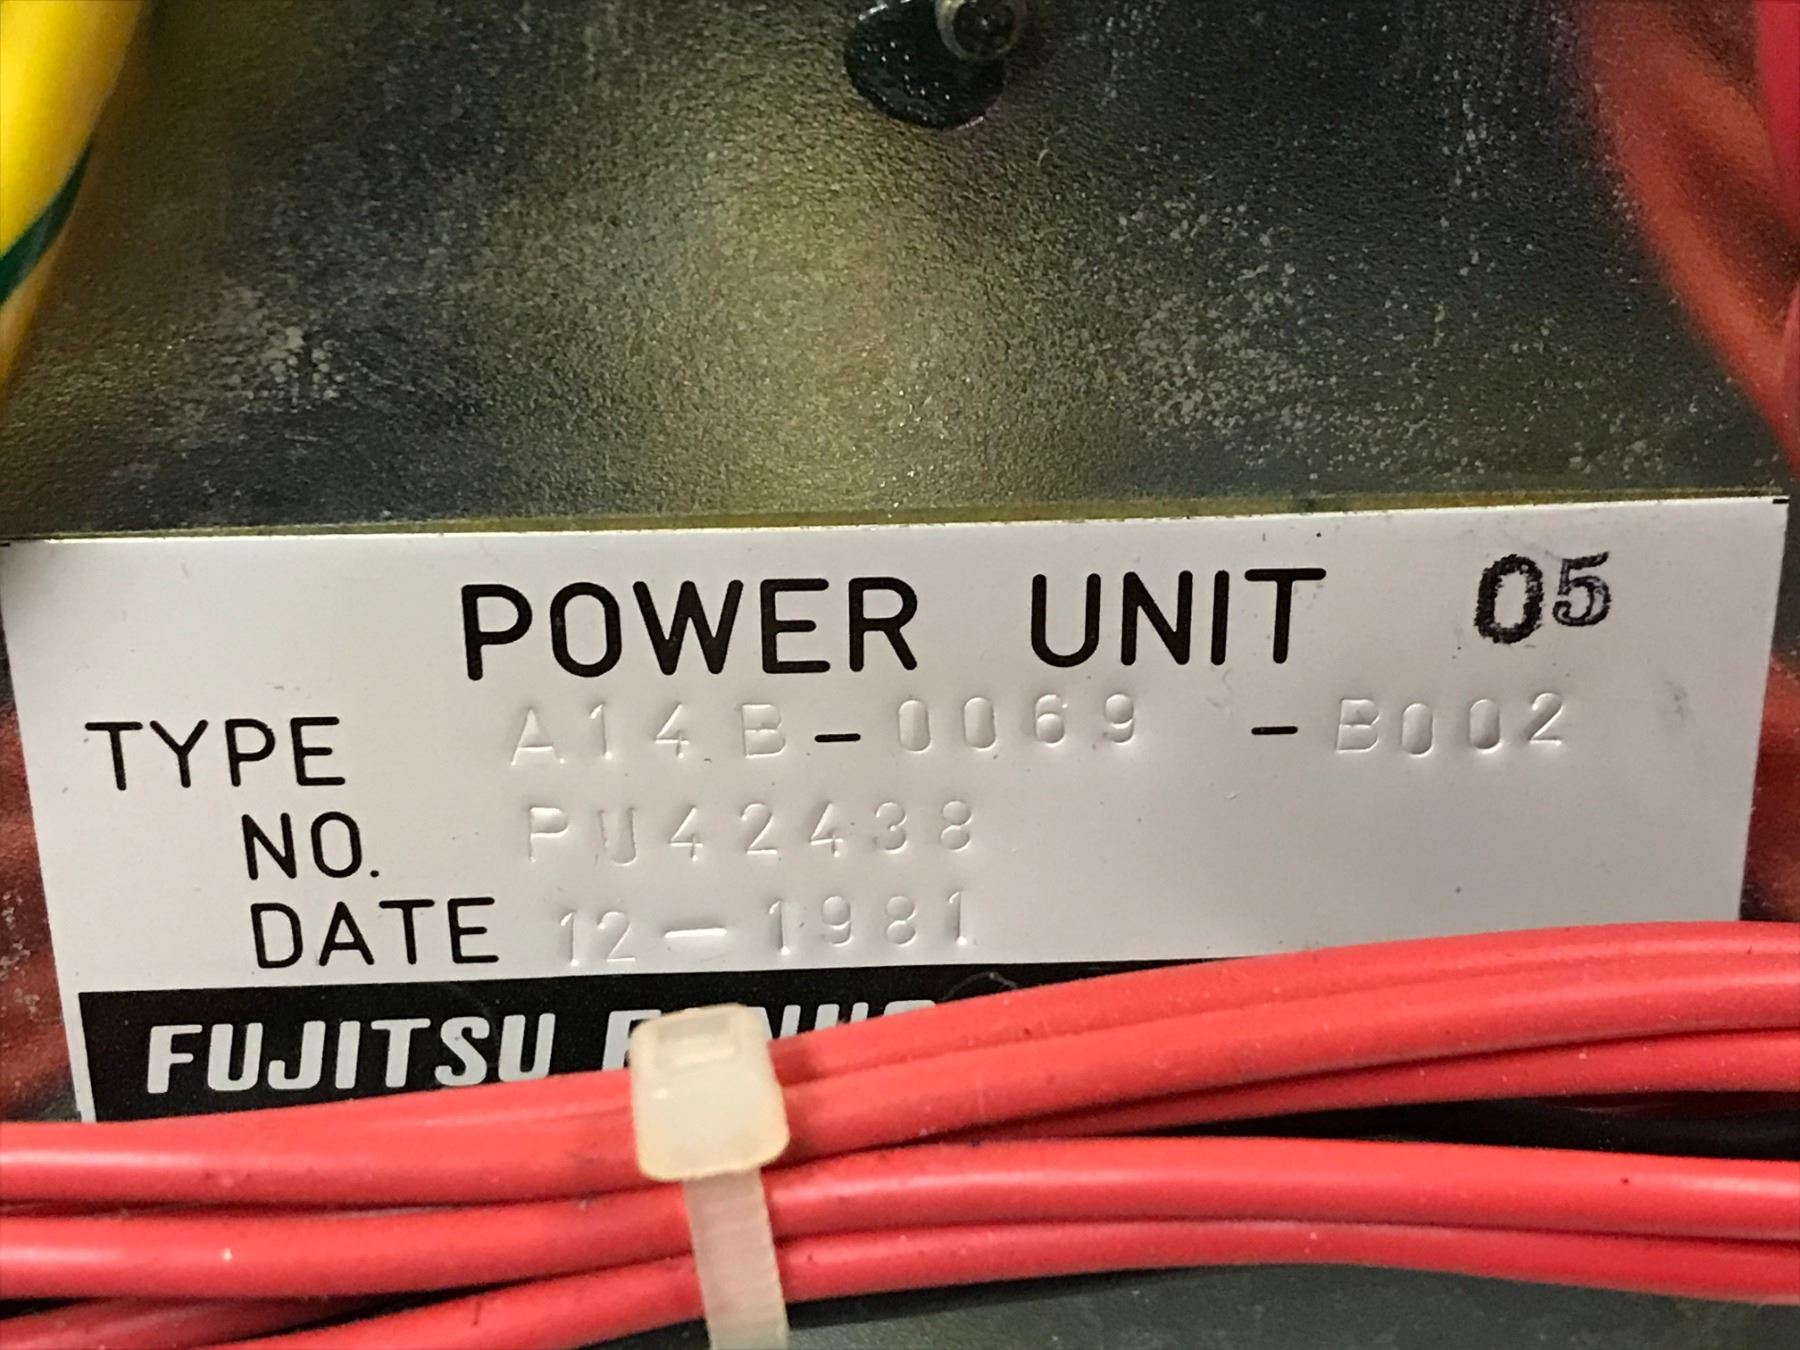 POWER UNIT 05
TYPE A14B-0069-B002
NO. PU42438
DATE 12-1981
FUJITSU